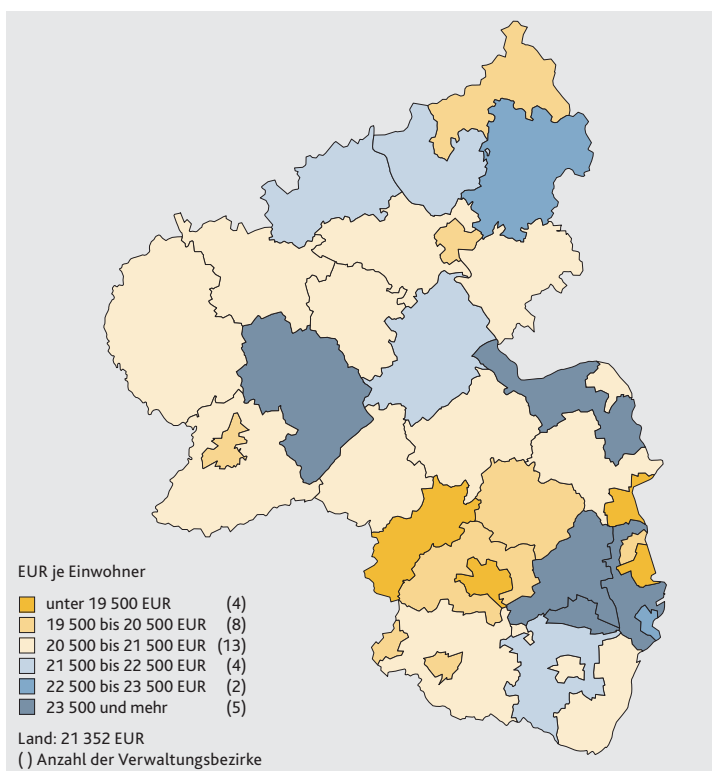 EUR je Einwohner
unter 19 500 EUR (4)
19 500 bis 20 500 EUR (8)
20 500 bis 21 500 EUR (13)
21 500 bis 22 500 EUR (4)
22 500 bis 23 500 EUR (2)
23 500 und mehr (5)
Land: 21 352 EUR
( ) Anzahl der Verwaltungsbezirke